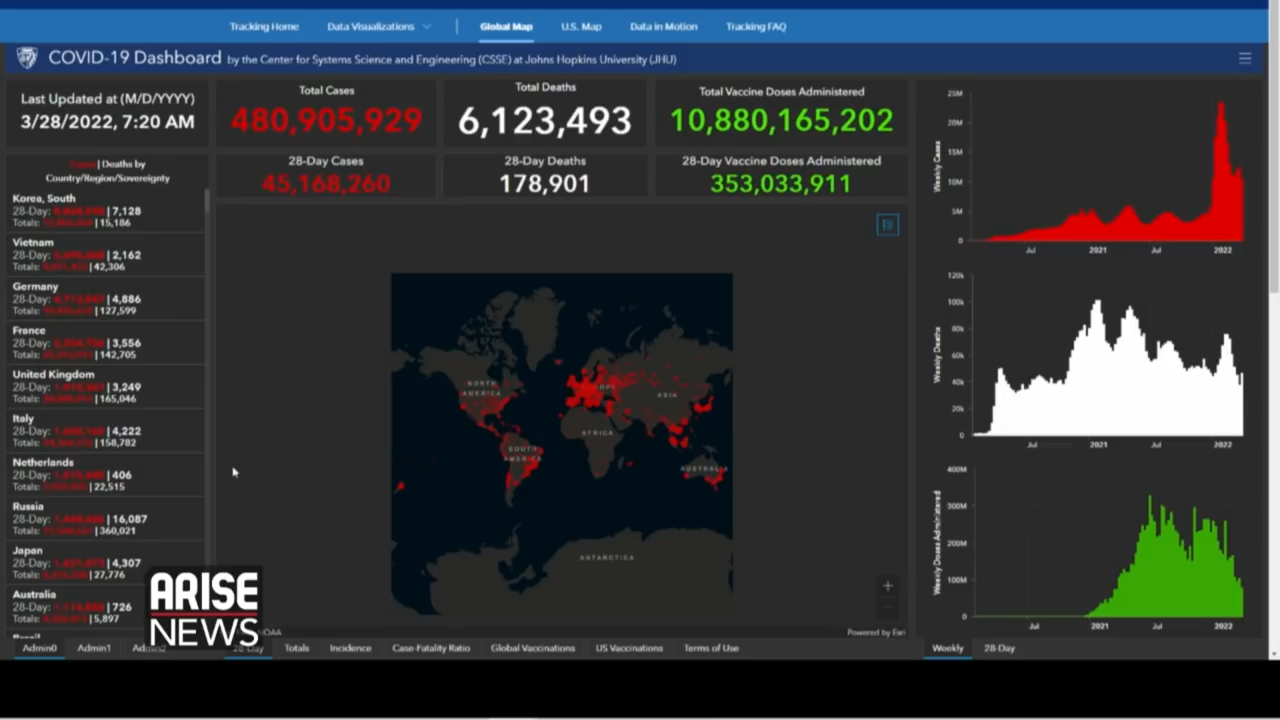 Tracking Home Data Visualizations Global Map U.S. Map Data in Motion Tracking FAQ
COVID-19 Dashboard by the Center for Systems Science and Engineering (CSSE) at Johns Hopkins University (JHU)
Last Updated at (M/D/YYYY)
3/28/2022, 7:20 AM
Total Cases
480,905,929
Total Deaths
6,123,493
Total Vaccine Doses Administered
10,880,165,202
28-Day Cases
45,168,260
28-Day Deaths
178,901
28-Day Vaccine Doses Administered
353,033,911
| Deaths by
Country/Region/Sovereignty
Korea, South
28-Day: | 7,128
Totals: | 15,186
Vietnam
28-Day: | 2,162
Totals: | 42,306
Germany
28-Day: | 4,886
Totals: | 127,599
France
28-Day: | 3,556
Totals: | 142,705
United Kingdom
28-Day: | 3,249
Totals: | 165,046
Italy
28-Day: | 4,222
Totals: | 158,782
Netherlands
28-Day: | 406
Totals: | 22,515
Russia
28-Day: | 16,087
Totals: | 360,021
Japan
28-Day: | 4,307
Totals: | 27,776
Australia
28-Day: | 726
Totals: | 5,897
Admin0 Admin1
ARISE
NEWS
NORTH
AMERICA
SOUTH
AMERICA
AFRICA
ASIA
AUSTRALIA
ANTARCTICA
NOAA
Powered by Esri
28-Day Totals Incidence Case-Fatality Ratio Global Vaccinations US Vaccinations Terms of Use
Weekly Cases
25M
20M
15M
10M
5M
0
Jul 2021 Jul 2022
Weekly Deaths
120k
100k
80k
60k
40k
20k
0
Jul 2021 Jul 2022
Weekly Doses Administered
400M
300M
200M
100M
0
Jul 2021 Jul 2022
Weekly 28-Day